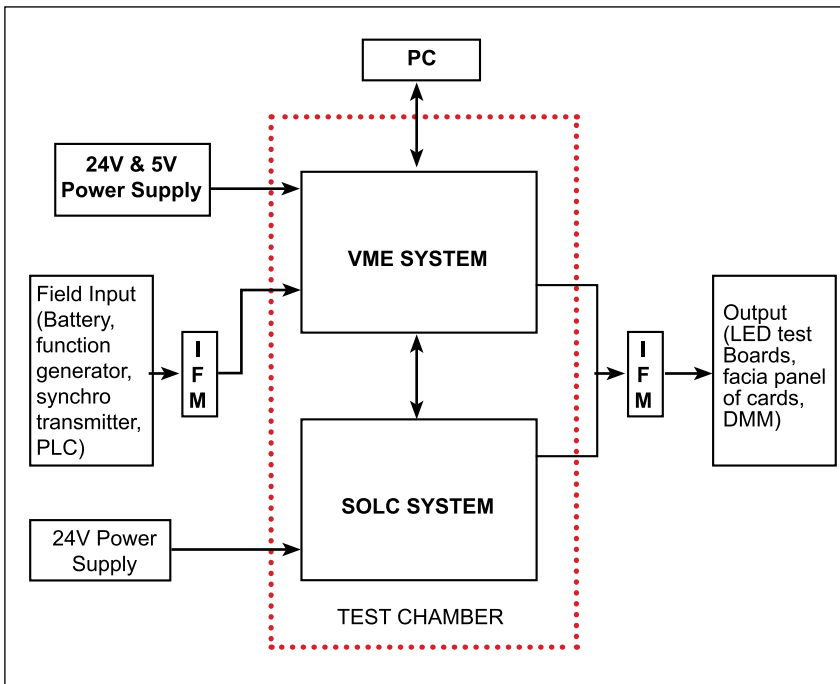 PC
24V & 5V
Power Supply
VME SYSTEM
Field Input
(Battery,
function
generator,
synchro
transmitter,
PLC)
I
F
M
I
F
M
Output
(LED test
Boards,
facia panel
of cards,
DMM)
SOLC SYSTEM
24V Power
Supply
TEST CHAMBER